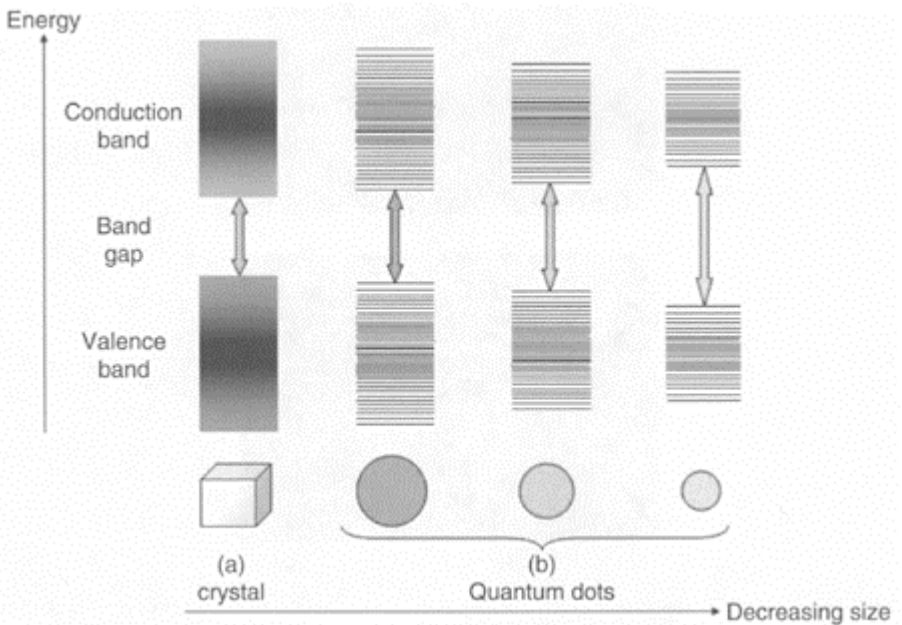 Energy
Conduction
band
Band
gap
Valence
band
(a)
crystal
(b)
Quantum dots
Decreasing size